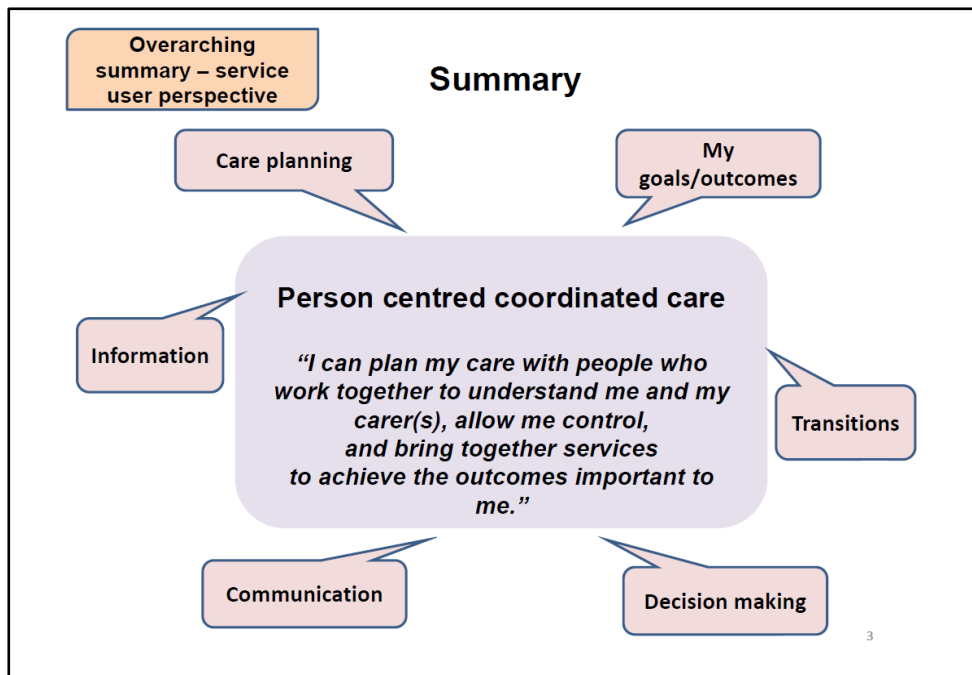 Overarching
summary – service
user perspective
Summary
Care planning
My
goals/outcomes
Person centred coordinated care
“I can plan my care with people who
work together to understand me and my
carer(s), allow me control,
and bring together services
to achieve the outcomes important to
me.”
Information
Transitions
Communication
Decision making
3